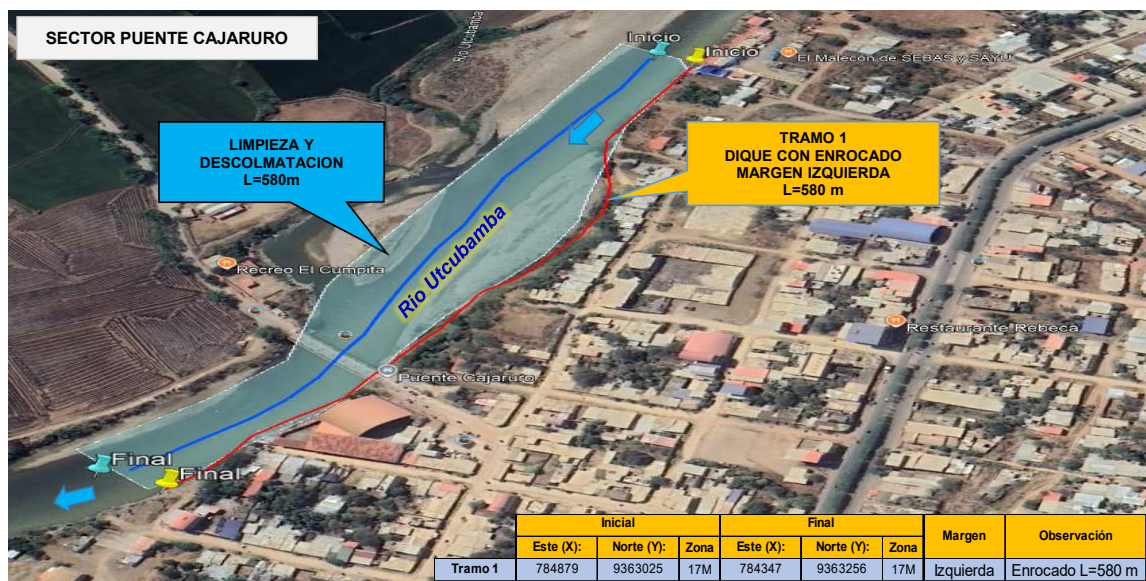 SECTOR PUENTE CAJARURO
Rio Utcubamba
Inicio
Inicio
El Malecón de SEBAS y SAYU
LIMPIEZA Y
DESCOLMATACION
L=580m
TRAMO 1
DIQUE CON ENROCADO
MARGEN IZQUIERDA
L=580 m
Rio Utcubamba
Recreo El Cumpita
Restaurante Rebeca
Puente Cajaruro
Final
Final
Inicial Final Margen Observación
Este (X): Norte (Y): Zona Este (X): Norte (Y): Zona
Tramo 1 784879 9363025 17M 784347 9363256 17M Izquierda Enrocado L=580 m